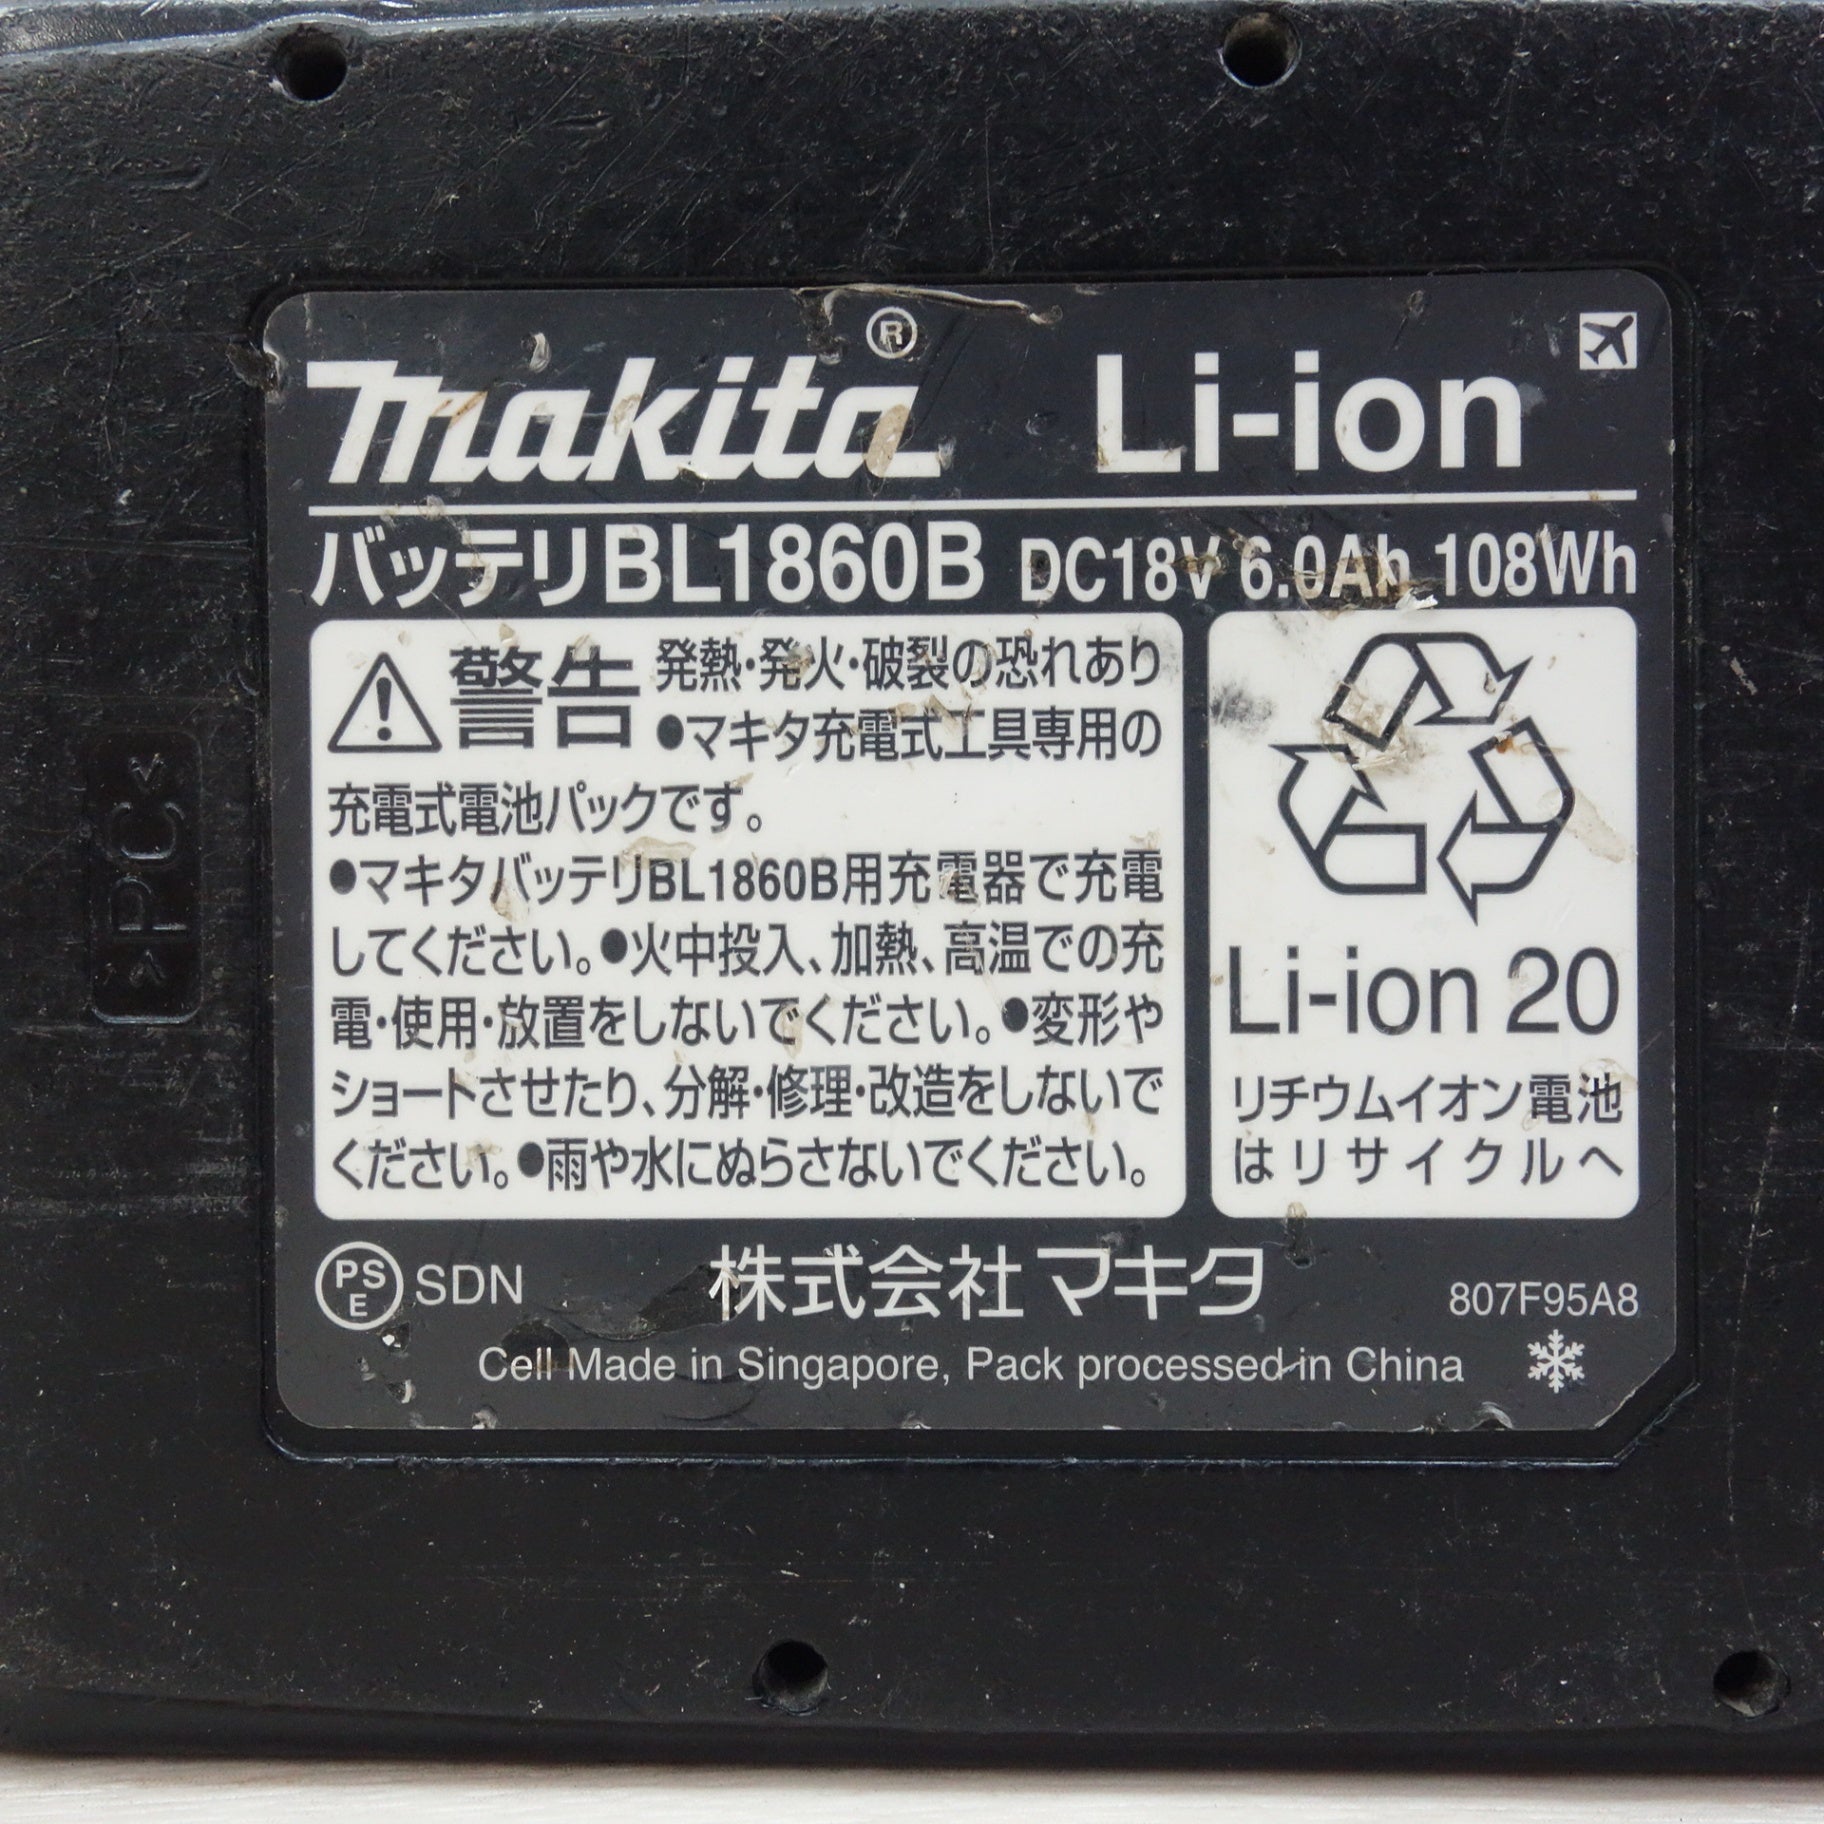 makita® Li-ion
バッテリBL1860B DC18V 6.0Ah 108Wh
警告 発熱・発火・破裂の恐れあり
●マキタ充電式工具専用の
充電式電池パックです。
●マキタバッテリBL1860B用充電器で充電
してください。●火中投入、加熱、高温での充
電・使用・放置をしないでください。●変形や
ショートさせたり、分解・修理・改造をしないで
ください。●雨や水にぬらさないでください。
Li-ion 20
リチウムイオン電池
はリサイクルへ
PS
E
SDN
株式会社マキタ
807F95A8
Cell Made in Singapore, Pack processed in China
>PC<